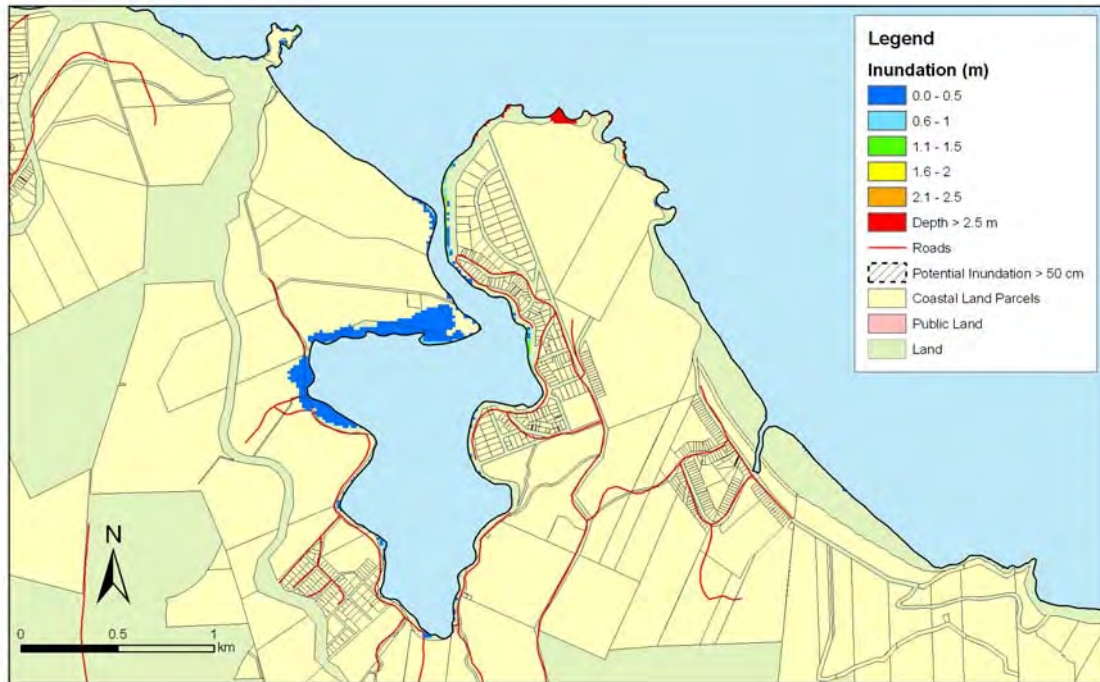 Legend
Inundation (m)
0.0 - 0.5
0.6 - 1
1.1 - 1.5
1.6 - 2
2.1 - 2.5
Depth > 2.5 m
Roads
Potential Inundation > 50 cm
Coastal Land Parcels
Public Land
Land
N
0 0.5 1
km